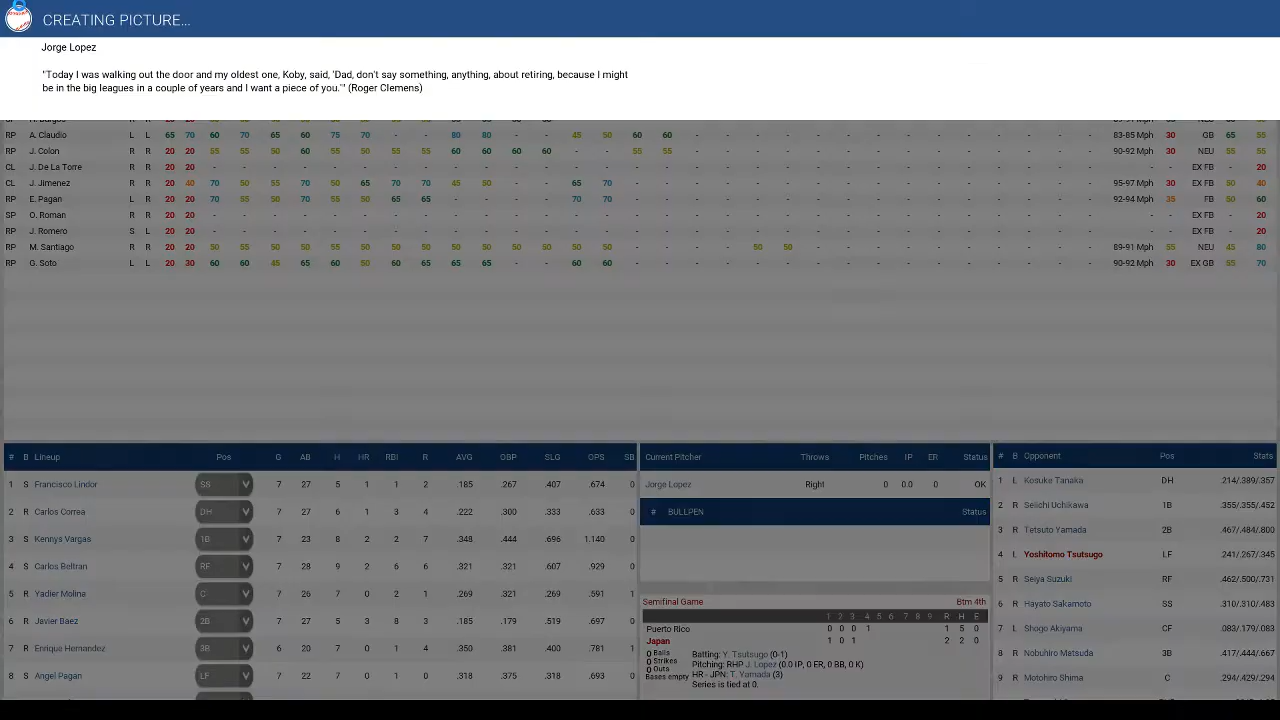 CREATING PICTURE...
Jorge Lopez
"Today I was walking out the door and my oldest one, Koby, said, 'Dad, don't say something, anything, about retiring, because I might
be in the big leagues in a couple of years and I want a piece of you.'" (Roger Clemens)
RP A. Claudio L L 65 70 60 70 65 60 75 70 - - 80 80 - - 45 50 60 60 - - - - - - - - - - - - - - 83-85 Mph 30 GB 65 55
RP J. Colon R R 20 20 55 55 50 60 55 50 55 55 60 60 60 60 - - 55 55 - - - - - - - - - - - - - - 90-92 Mph 30 NEU 55 55
CL J. De La Torre R R 20 20 - - - - - - - - - - - - - - - - - - - - - - - - - - - - - - - EX FB - 20
CL J. Jimenez R R 20 40 70 50 55 70 50 65 70 70 45 50 - - 65 70 - - - - - - - - - - - - - - - - 95-97 Mph 30 EX FB 50 40
RP E. Pagan L R 20 20 70 55 50 70 55 50 65 65 - - - - 70 70 - - - - - - - - - - - - - - - - 92-94 Mph 35 FB 50 60
SP O. Roman R R 20 20 - - - - - - - - - - - - - - - - - - - - - - - - - - - - - - - EX FB - 20
RP J. Romero S L 20 20 - - - - - - - - - - - - - - - - - - - - - - - - - - - - - - - EX FB - 20
RP M. Santiago R R 20 20 50 55 50 50 55 50 50 50 50 50 50 50 - - - - 50 50 - - - - - - - - - - 89-91 Mph 55 NEU 45 80
RP G. Soto L L 20 30 60 60 45 65 60 50 60 65 65 65 - - 60 60 - - - - - - - - - - - - - - - - 90-92 Mph 30 EX GB 55 70
# B Lineup Pos G AB H HR RBI R AVG OBP SLG OPS SB
1 S Francisco Lindor SS 7 27 5 1 1 2 .185 .267 .407 .674 0
2 R Carlos Correa DH 7 27 6 1 3 4 .222 .300 .333 .633 0
3 S Kennys Vargas 1B 7 23 8 2 2 7 .348 .444 .696 1.140 0
4 S Carlos Beltran RF 7 28 9 2 6 6 .321 .321 .607 .929 0
5 R Yadier Molina C 7 26 7 0 2 1 .269 .321 .269 .591 1
6 R Javier Baez 2B 7 27 5 3 8 3 .185 .179 .519 .697 0
7 R Enrique Hernandez 3B 6 20 7 0 1 4 .350 .381 .400 .781 1
8 S Angel Pagan LF 7 22 7 0 1 0 .318 .375 .318 .693 0
Current Pitcher Throws Pitches IP ER Status
Jorge Lopez Right 0 0.0 0 OK
# BULLPEN Status
Semifinal Game Btm 4th
1 2 3 4 5 6 7 8 9 R H E
Puerto Rico 0 0 0 1 1 5 0
Japan 1 0 1 2 2 0
0 Balls
0 Strikes
0 Outs
Bases empty
Batting: Y. Tsutsugo (0-1)
Pitching: RHP J. Lopez (0.0 IP, 0 ER, 0 BB, 0 K)
HR - JPN: T. Yamada (3)
Series is tied at 0.
# B Opponent Pos Stats
1 L Kosuke Tanaka DH .214/.389/.357
2 R Seiichi Uchikawa 1B .355/.355/.452
3 R Tetsuto Yamada 2B .467/.484/.800
4 L Yoshitomo Tsutsugo LF .241/.267/.345
5 R Seiya Suzuki RF .462/.500/.731
6 R Hayato Sakamoto SS .310/.310/.483
7 L Shogo Akiyama CF .083/.179/.083
8 R Nobuhiro Matsuda 3B .417/.444/.667
9 R Motohiro Shima C .294/.429/.294